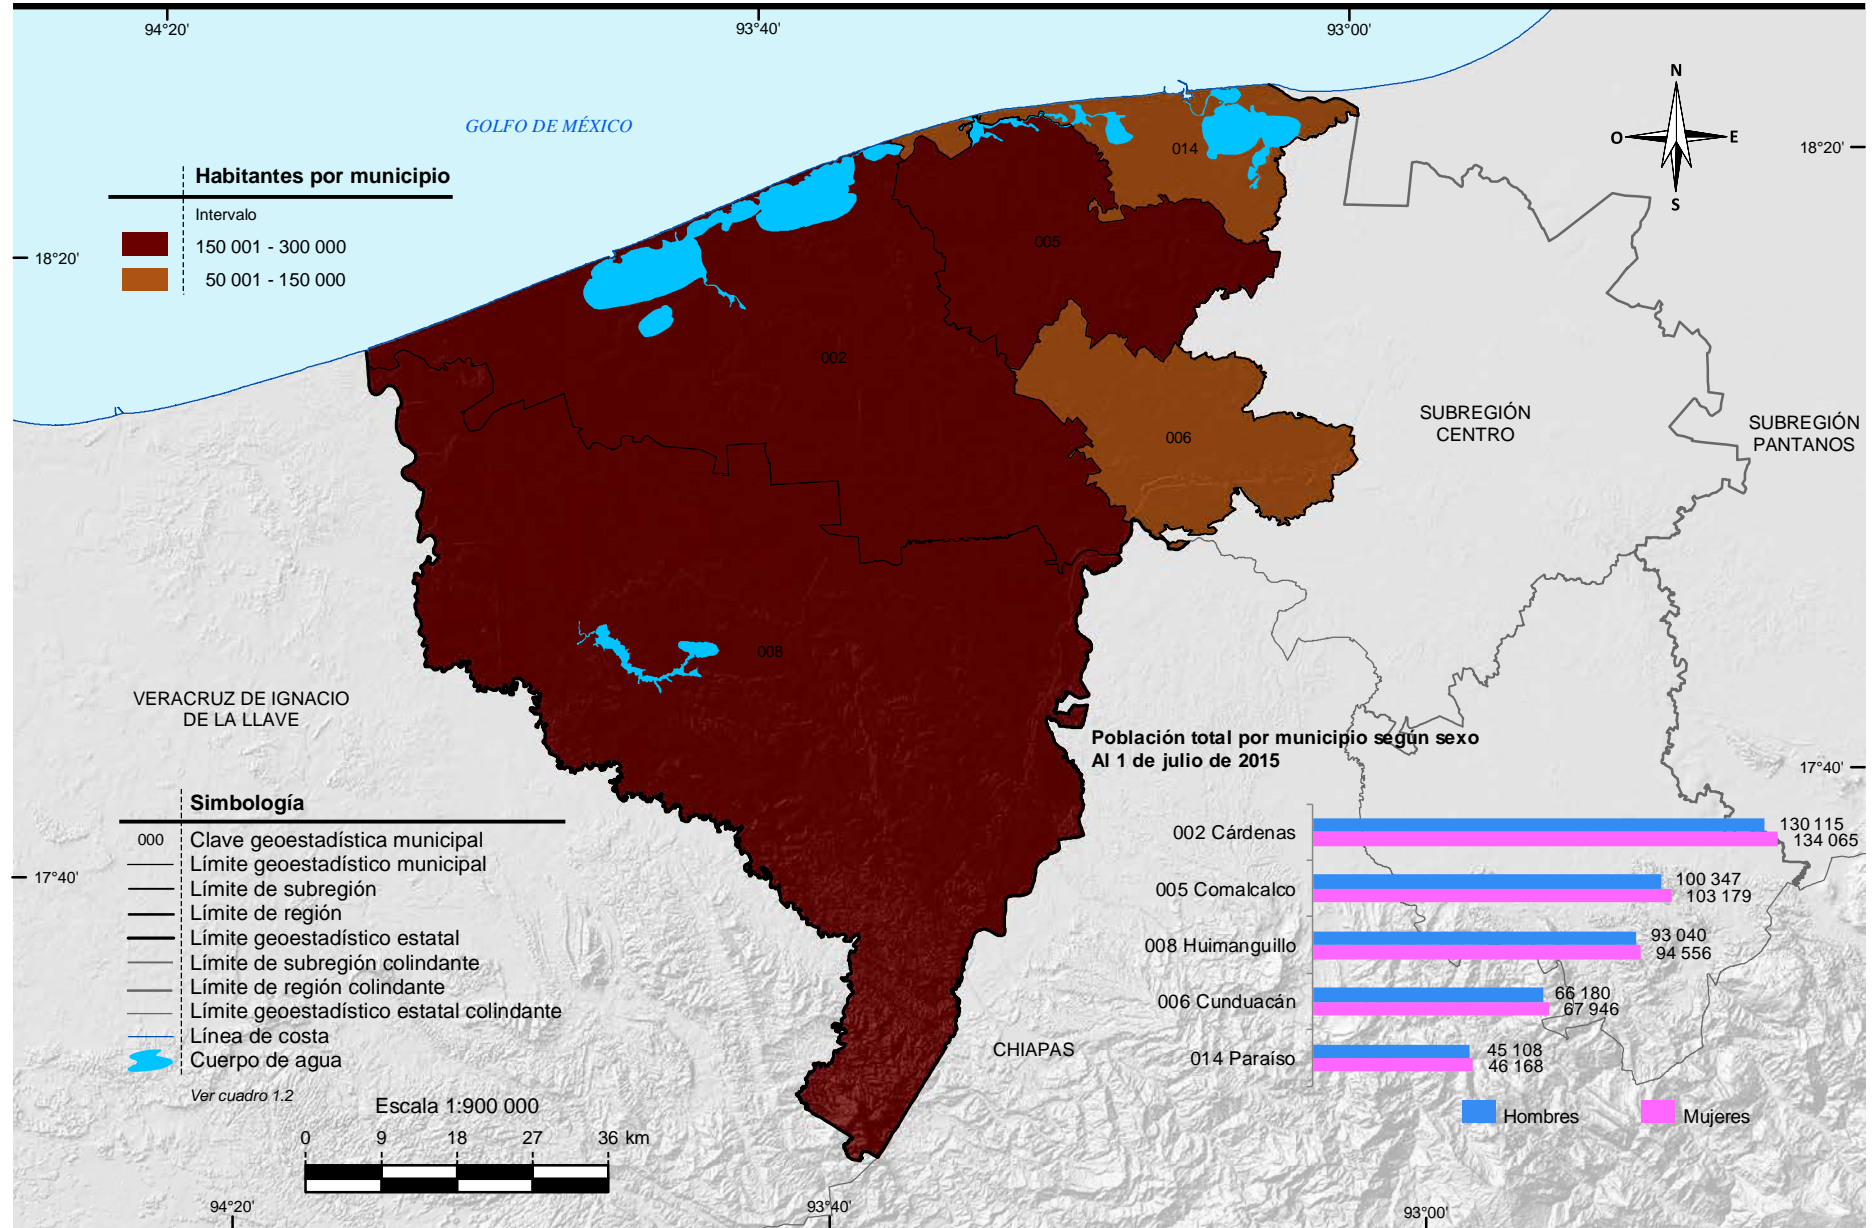 94°20'
93°40'
93°00'
GOLFO DE MÉXICO
N
O
E
S
18°20'
Habitantes por municipio
Intervalo
150 001 - 300 000
50 001 - 150 000
18°20'
014
005
002
006
008
SUBREGIÓN
CENTRO
SUBREGIÓN
PANTANOS
VERACRUZ DE IGNACIO
DE LA LLAVE
CHIAPAS
Población total por municipio según sexo
Al 1 de julio de 2015
17°40'
002 Cárdenas
130 115
134 065
005 Comalcalco
100 347
103 179
008 Huimanguillo
93 040
94 556
006 Cunduacán
66 180
67 946
014 Paraíso
45 108
46 168
Hombres
Mujeres
17°40'
Simbología
000 Clave geoestadística municipal
Límite geoestadístico municipal
Límite de subregión
Límite de región
Límite geoestadístico estatal
Límite de subregión colindante
Límite de región colindante
Límite geoestadístico estatal colindante
Línea de costa
Cuerpo de agua
Ver cuadro 1.2
Escala 1:900 000
0 9 18 27 36 km
94°20'
93°40'
93°00'